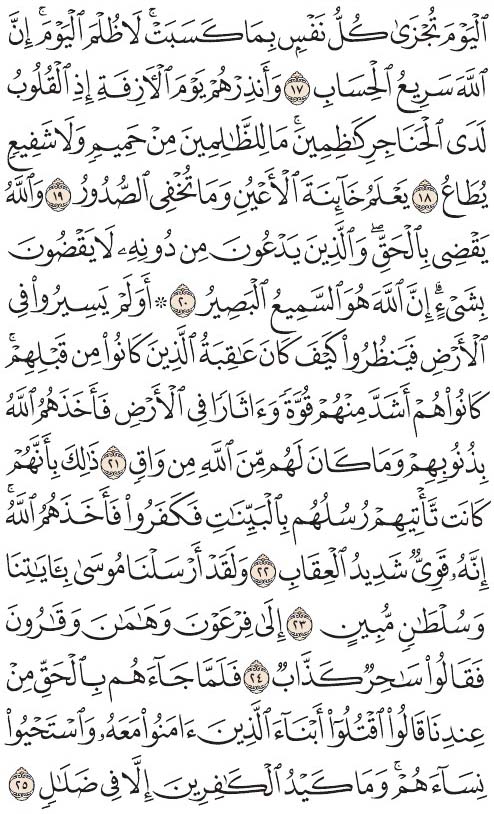 ٱلۡيَوۡمَ تُجۡزَىٰ كُلُّ نَفۡسِۭ بِمَا كَسَبَتۡۚ لَا ظُلۡمَ ٱلۡيَوۡمَۚ إِنَّ
ٱللَّهَ سَرِيعُ ٱلۡحِسَابِ ١٧ وَأَنذِرۡهُمۡ يَوۡمَ ٱلۡأٓزِفَةِ إِذِ ٱلۡقُلُوبُ
لَدَى ٱلۡحَنَاجِرِ كَٰظِمِينَۚ مَا لِلظَّٰلِمِينَ مِنۡ حَمِيمٖ وَلَا شَفِيعٖ
يُطَاعُ ١٨ يَعۡلَمُ خَآئِنَةَ ٱلۡأَعۡيُنِ وَمَا تُخۡفِي ٱلصُّدُورُ ١٩ وَٱللَّهُ
يَقۡضِي بِٱلۡحَقِّۖ وَٱلَّذِينَ يَدۡعُونَ مِن دُونِهِۦ لَا يَقۡضُونَ
بِشَيۡءٍۗ إِنَّ ٱللَّهَ هُوَ ٱلسَّمِيعُ ٱلۡبَصِيرُ ٢٠ ۞ أَوَلَمۡ يَسِيرُواْ فِي
ٱلۡأَرۡضِ فَيَنظُرُواْ كَيۡفَ كَانَ عَٰقِبَةُ ٱلَّذِينَ كَانُواْ مِن قَبۡلِهِمۡۚ
كَانُواْ هُمۡ أَشَدَّ مِنۡهُمۡ قُوَّةٗ وَءَاثَارٗا فِي ٱلۡأَرۡضِ فَأَخَذَهُمُ ٱللَّهُ
بِذُنُوبِهِمۡ وَمَا كَانَ لَهُم مِّنَ ٱللَّهِ مِن وَاقٖ ٢١ ذَٰلِكَ بِأَنَّهُمۡ
كَانَت تَّأۡتِيهِمۡ رُسُلُهُم بِٱلۡبَيِّنَٰتِ فَكَفَرُواْ فَأَخَذَهُمُ ٱللَّهُۚ
إِنَّهُۥ قَوِيّٞ شَدِيدُ ٱلۡعِقَابِ ٢٢ وَلَقَدۡ أَرۡسَلۡنَا مُوسَىٰ بِـَٔايَٰتِنَا
وَسُلۡطَٰنٖ مُّبِينٍ ٢٣ إِلَىٰ فِرۡعَوۡنَ وَهَٰمَٰنَ وَقَٰرُونَ
فَقَالُواْ سَٰحِرٞ كَذَّابٞ ٢٤ فَلَمَّا جَآءَهُم بِٱلۡحَقِّ مِنۡ
عِندِنَا قَالُواْ ٱقۡتُلُوٓاْ أَبۡنَآءَ ٱلَّذِينَ ءَامَنُواْ مَعَهُۥ وَٱسۡتَحۡيُواْ
نِسَآءَهُمۡۚ وَمَا كَيۡدُ ٱلۡكَٰفِرِينَ إِلَّا فِي ضَلَٰلٖ ٢٥